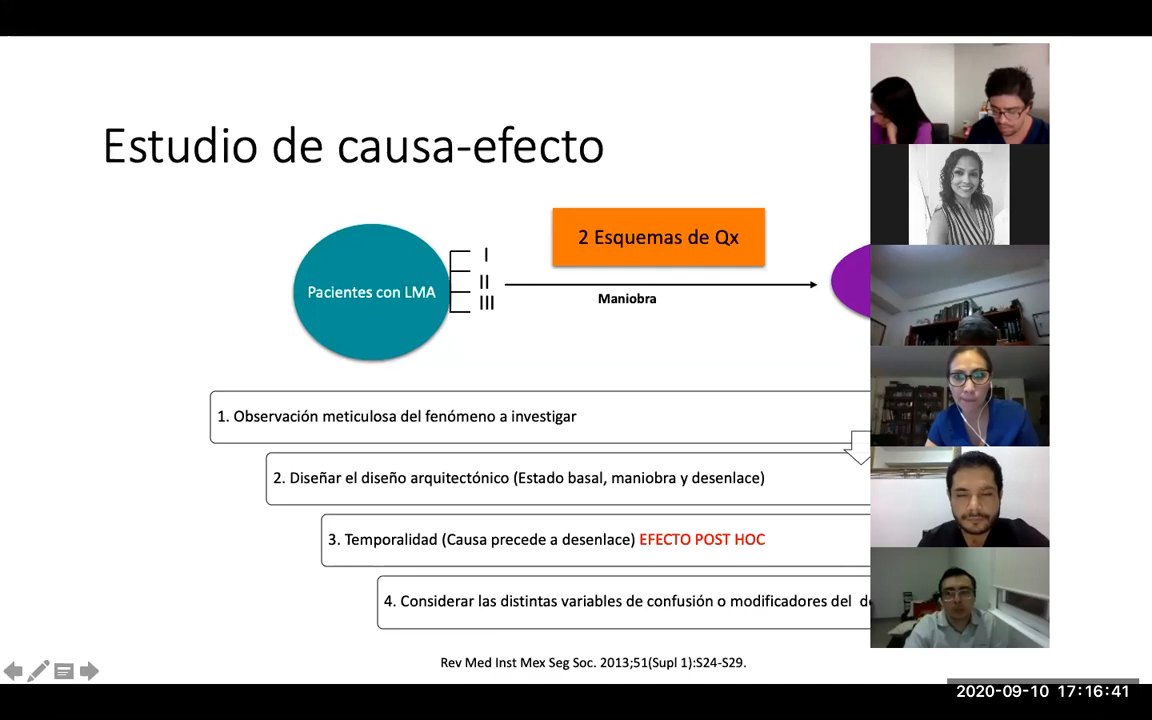 Estudio de causa-efecto
2 Esquemas de Qx
Pacientes con LMA
I
II
III
Maniobra
1. Observación meticulosa del fenómeno a investigar
2. Diseñar el diseño arquitectónico (Estado basal, maniobra y desenlace)
3. Temporalidad (Causa precede a desenlace) EFECTO POST HOC
4. Considerar las distintas variables de confusión o modificadores del
Rev Med Inst Mex Seg Soc. 2013;51(Supl 1):S24-S29.
2020-09-10 17:16:41